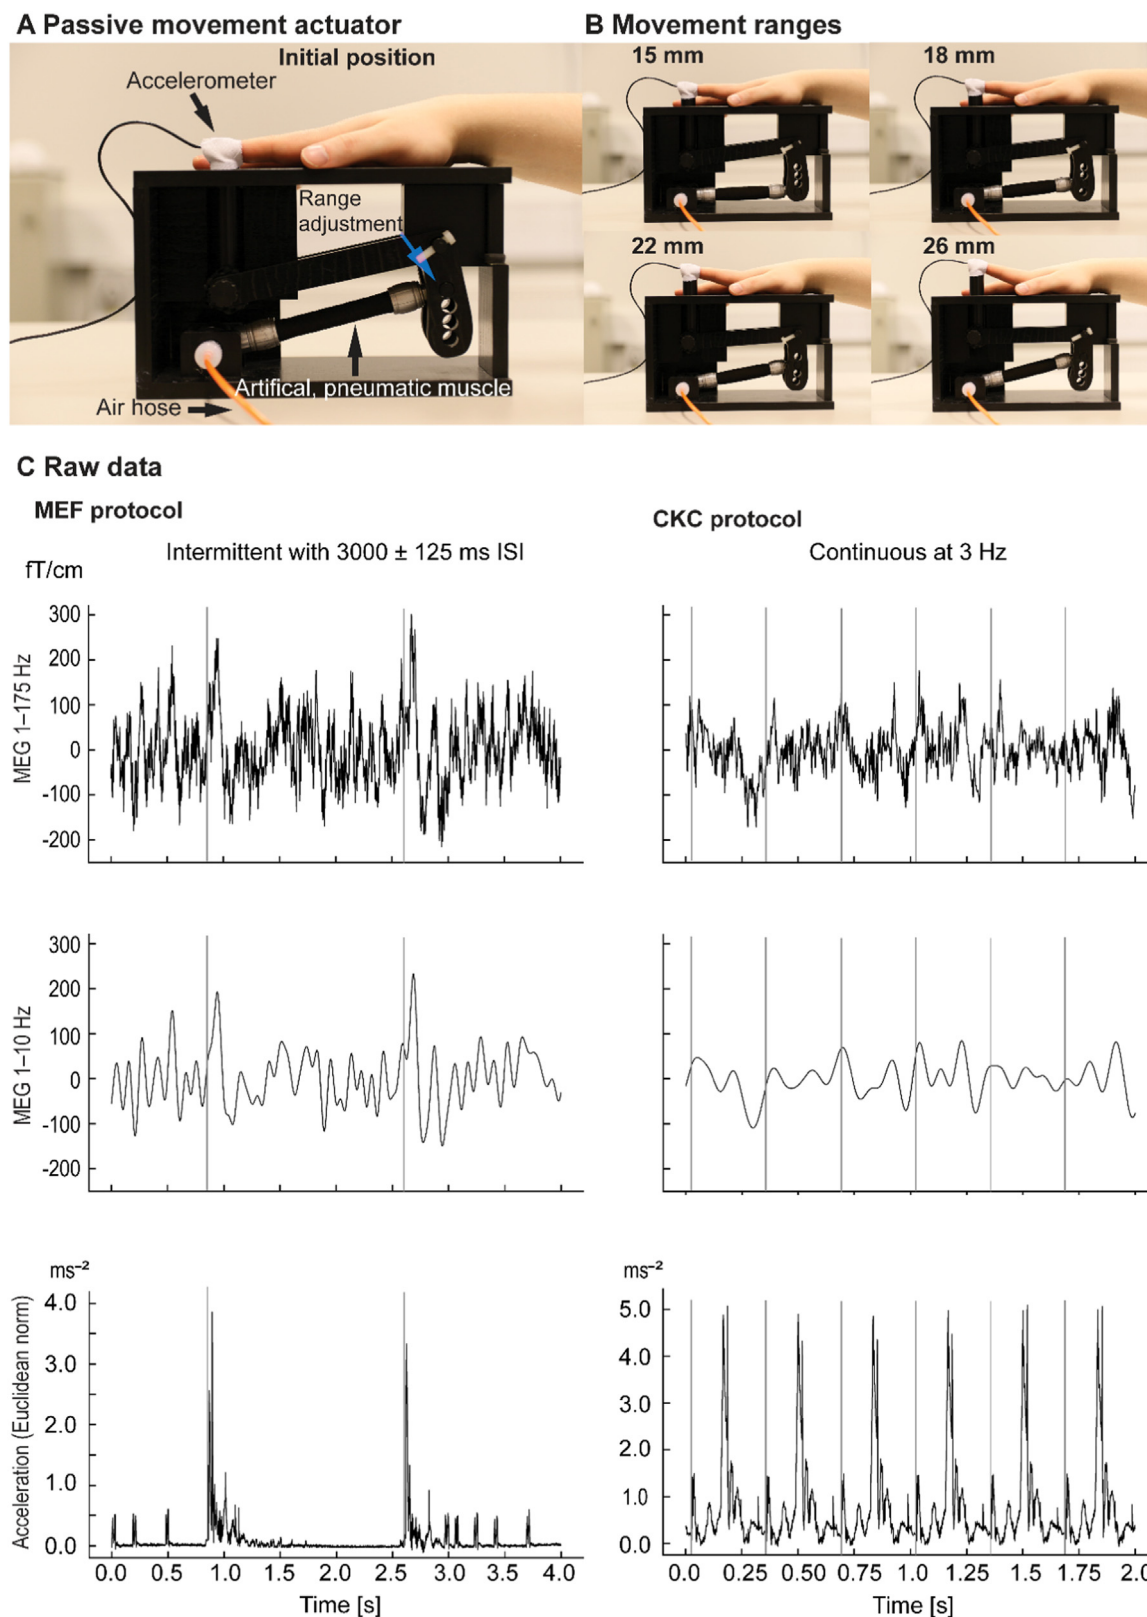 A Passive movement actuator
Initial position
Accelerometer
Range
adjustment
Artifical, pneumatic muscle
Air hose
B Movement ranges
15 mm
18 mm
22 mm
26 mm
C Raw data
MEF protocol
Intermittent with 3000 ± 125 ms ISI
CKC protocol
Continuous at 3 Hz
fT/cm
MEG 1–175 Hz
300
200
100
0
-100
-200
MEG 1–10 Hz
300
200
100
0
-100
-200
ms⁻²
Acceleration (Euclidean norm)
4.0
3.0
2.0
1.0
0.0
0.0 0.5 1.0 1.5 2.0 2.5 3.0 3.5 4.0
Time [s]
ms⁻²
5.0
4.0
3.0
2.0
1.0
0.0
0.0 0.25 0.50 0.75 1.0 1.25 1.50 1.75 2.0
Time [s]